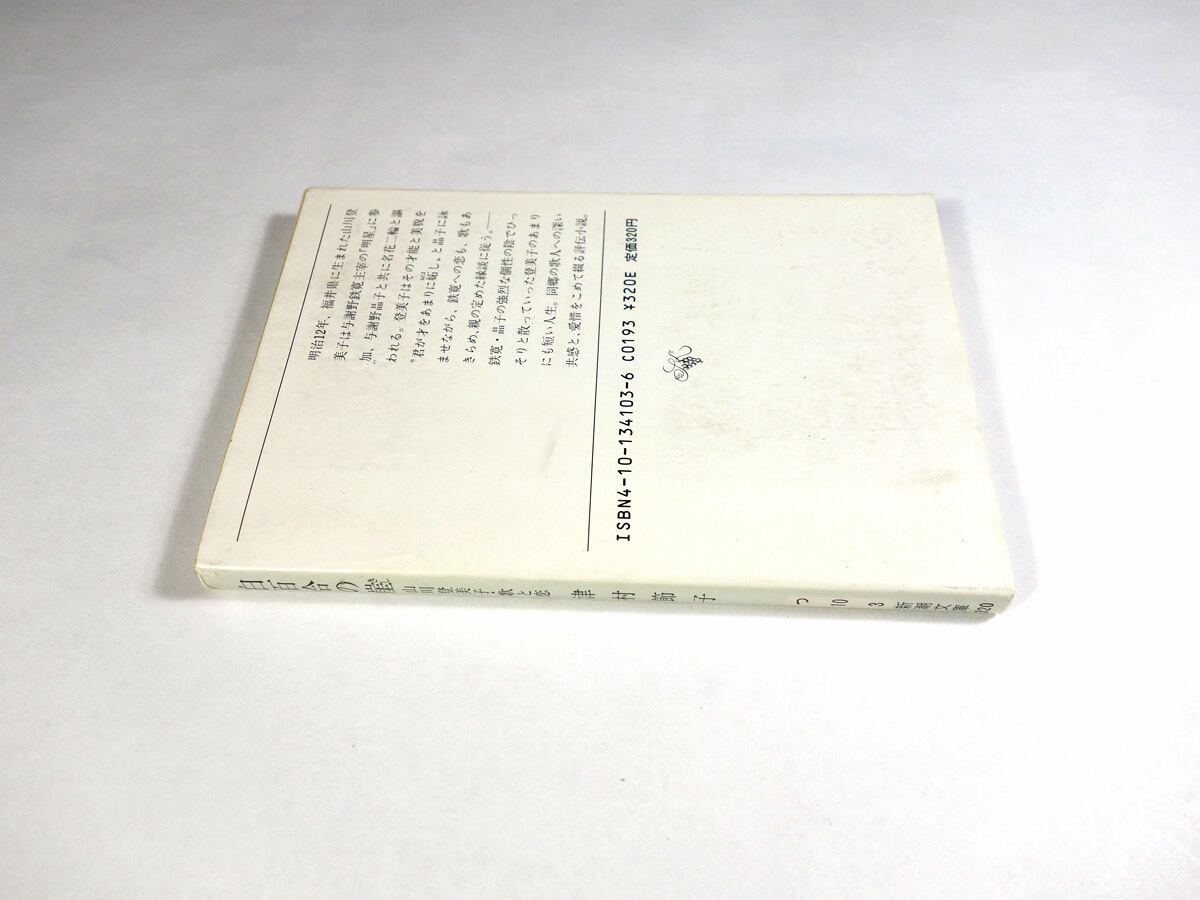 明治12年、福井県に生まれた山川登
美子は与謝野鉄寛主宰の「明星」に参
加、与謝野晶子と共に名花二輪と謳
われる。登美子はその才能と美貌を
〝君が才をあまりに妬し〟と晶子に詠
ませながら、鉄寛への恋も、歌もあ
きらめ、親の定めた縁談に従う。――
鉄寛・晶子の強烈な個性の陰でひっ
そりと散っていった登美子のあまり
にも短い人生。同郷の歌人への深い
共感と、愛惜をこめて綴る評伝小説。
ISBN4-10-134103-6 C0193 ¥320E 定価320円
白百合の崖 山川登美子・歌と恋 津村節子 つ 10 3 新潮文庫 320